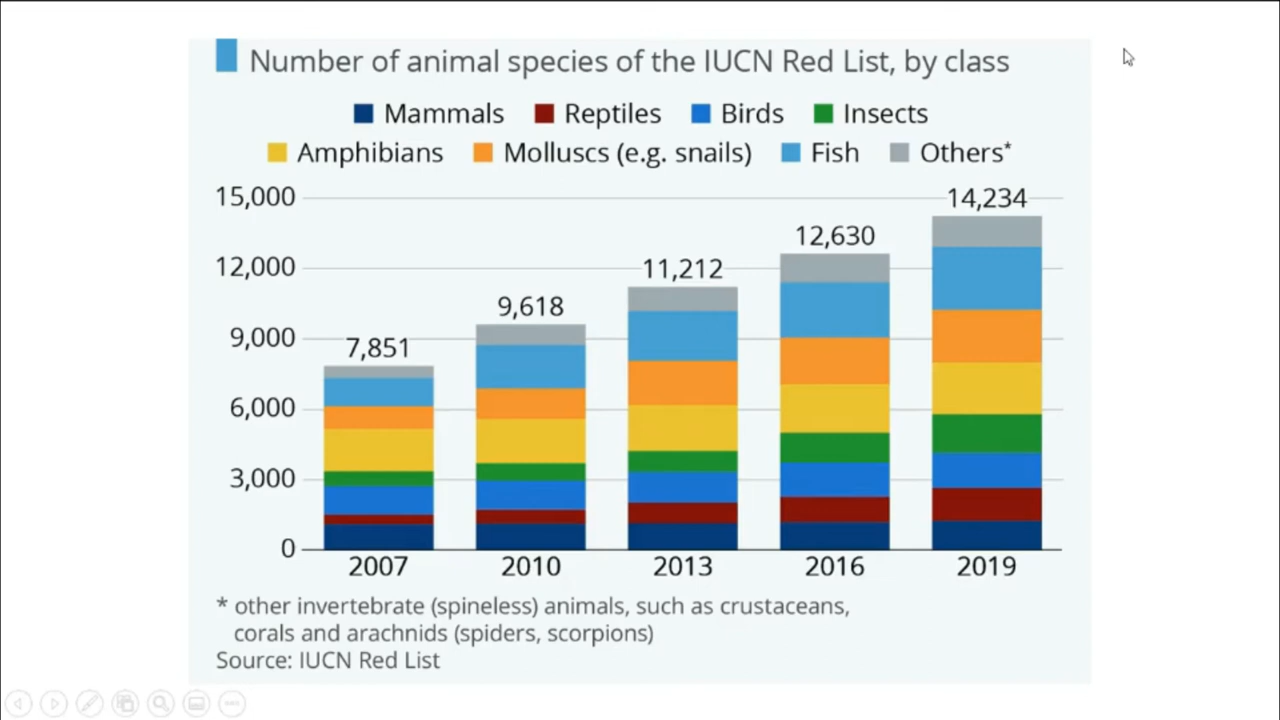 Number of animal species of the IUCN Red List, by class
Mammals Reptiles Birds Insects
Amphibians Molluscs (e.g. snails) Fish Others*
15,000
14,234
12,630
12,000
11,212
9,618
9,000
7,851
6,000
3,000
0
2007 2010 2013 2016 2019
* other invertebrate (spineless) animals, such as crustaceans,
corals and arachnids (spiders, scorpions)
Source: IUCN Red List